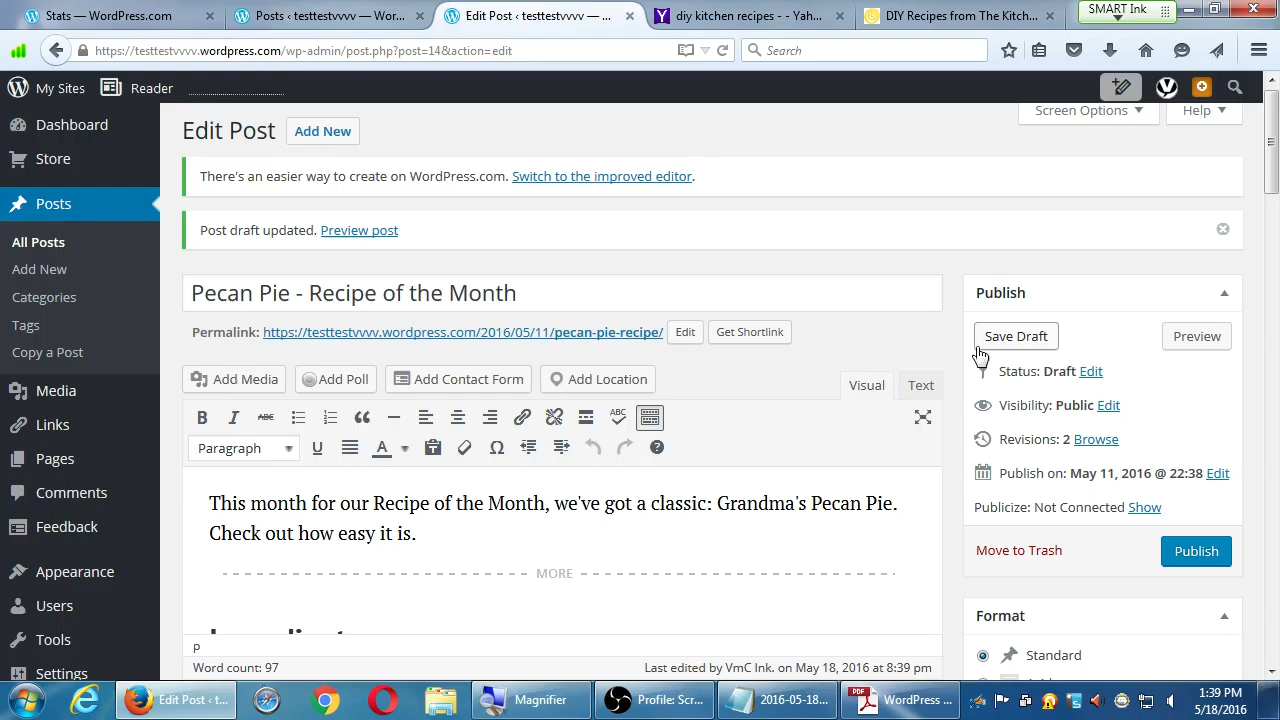 Stats — WordPress.com
Posts ‹ testtestvvvv — Wor...
Edit Post ‹ testtestvvvv — ...
diy kitchen recipes - - Yah...
DIY Recipes from The Kitch...
SMART Ink
https://testtestvvvv.wordpress.com/wp-admin/post.php?post=14&action=edit
Search
My Sites
Reader
Screen Options
Help
Dashboard
Store
Posts
All Posts
Add New
Categories
Tags
Copy a Post
Media
Links
Pages
Comments
Feedback
Appearance
Users
Tools
Settings
Edit Post
Add New
There's an easier way to create on WordPress.com. Switch to the improved editor.
Post draft updated. Preview post
Pecan Pie - Recipe of the Month
Permalink: https://testtestvvvv.wordpress.com/2016/05/11/pecan-pie-recipe/ Edit Get Shortlink
Add Media Add Poll Add Contact Form Add Location
Visual Text
B I ABC ABC
Paragraph U A
This month for our Recipe of the Month, we've got a classic: Grandma's Pecan Pie.
Check out how easy it is.
MORE
p
Word count: 97
Last edited by VmC Ink. on May 18, 2016 at 8:39 pm
Publish
Save Draft
Preview
Status: Draft Edit
Visibility: Public Edit
Revisions: 2 Browse
Publish on: May 11, 2016 @ 22:38 Edit
Publicize: Not Connected Show
Move to Trash
Publish
Format
Standard
Edit Post ‹ t...
Magnifier
Profile: Scr...
2016-05-18...
PDF
WordPress ...
1:39 PM
5/18/2016